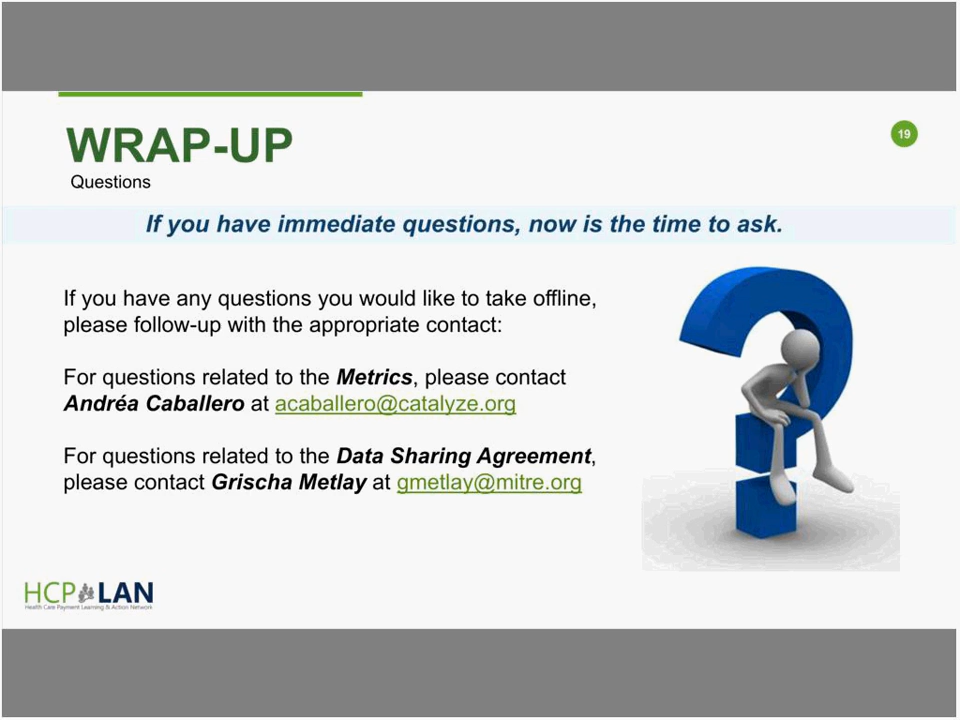 WRAP-UP
19
Questions
If you have immediate questions, now is the time to ask.
If you have any questions you would like to take offline,
please follow-up with the appropriate contact:
For questions related to the Metrics, please contact
Andréa Caballero at acaballero@catalyze.org
For questions related to the Data Sharing Agreement,
please contact Grischa Metlay at gmetlay@mitre.org
HCP LAN
Health Care Payment Learning & Action Network